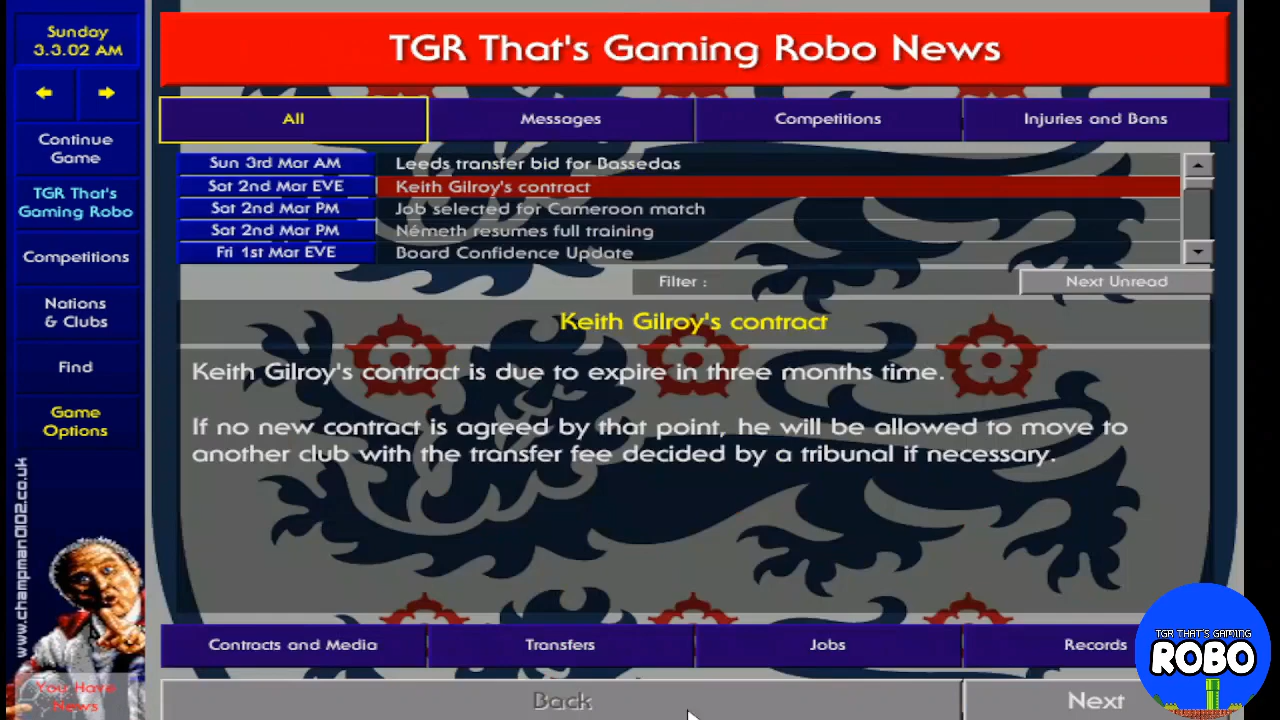 Sunday
3.3.02 AM
Continue
Game
TGR That's
Gaming Robo
Competitions
Nations
& Clubs
Find
Game
Options
www.champman0102.co.uk
You Have
News
TGR That's Gaming Robo News
All
Messages
Competitions
Injuries and Bans
Sun 3rd Mar AM Leeds transfer bid for Bassedas
Sat 2nd Mar EVE Keith Gilroy's contract
Sat 2nd Mar PM Job selected for Cameroon match
Sat 2nd Mar PM Németh resumes full training
Fri 1st Mar EVE Board Confidence Update
Filter :
Next Unread
Keith Gilroy's contract
Keith Gilroy's contract is due to expire in three months time.
If no new contract is agreed by that point, he will be allowed to move to
another club with the transfer fee decided by a tribunal if necessary.
Contracts and Media
Transfers
Jobs
Records
Back
Next
TGR THAT'S GAMING
ROBO